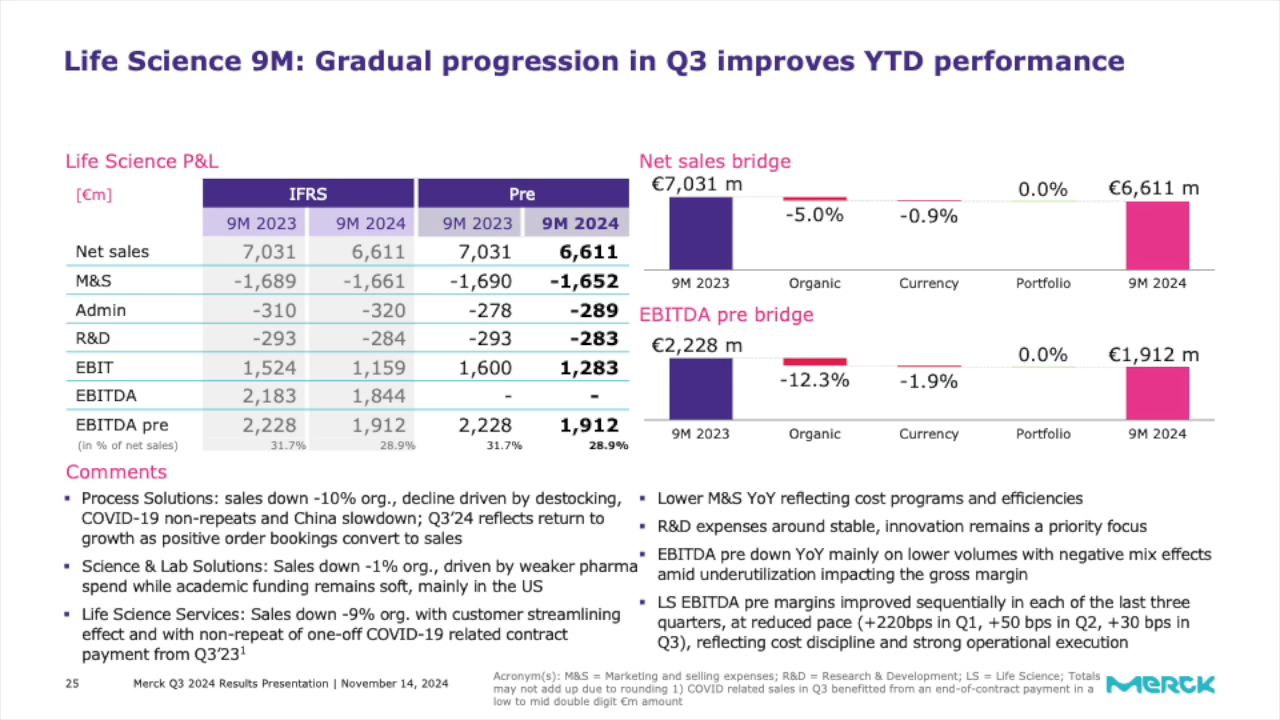 Life Science 9M: Gradual progression in Q3 improves YTD performance
Life Science P&L
[€m]
IFRS Pre
9M 2023 9M 2024 9M 2023 9M 2024
Net sales 7,031 6,611 7,031 6,611
M&S -1,689 -1,661 -1,690 -1,652
Admin -310 -320 -278 -289
R&D -293 -284 -293 -283
EBIT 1,524 1,159 1,600 1,283
EBITDA 2,183 1,844 - -
EBITDA pre 2,228 1,912 2,228 1,912
(in % of net sales) 31.7% 28.9% 31.7% 28.9%
Net sales bridge
€7,031 m 0.0% €6,611 m
-5.0% -0.9%
9M 2023 Organic Currency Portfolio 9M 2024
EBITDA pre bridge
€2,228 m 0.0% €1,912 m
-12.3% -1.9%
9M 2023 Organic Currency Portfolio 9M 2024
Comments
▪ Process Solutions: sales down -10% org., decline driven by destocking,
COVID-19 non-repeats and China slowdown; Q3’24 reflects return to
growth as positive order bookings convert to sales
▪ Science & Lab Solutions: Sales down -1% org., driven by weaker pharma
spend while academic funding remains soft, mainly in the US
▪ Life Science Services: Sales down -9% org. with customer streamlining
effect and with non-repeat of one-off COVID-19 related contract
payment from Q3’23¹
▪ Lower M&S YoY reflecting cost programs and efficiencies
▪ R&D expenses around stable, innovation remains a priority focus
▪ EBITDA pre down YoY mainly on lower volumes with negative mix effects
amid underutilization impacting the gross margin
▪ LS EBITDA pre margins improved sequentially in each of the last three
quarters, at reduced pace (+220bps in Q1, +50 bps in Q2, +30 bps in
Q3), reflecting cost discipline and strong operational execution
25 Merck Q3 2024 Results Presentation | November 14, 2024
Acronym(s): M&S = Marketing and selling expenses; R&D = Research & Development; LS = Life Science; Totals
may not add up due to rounding 1) COVID related sales in Q3 benefitted from an end-of-contract payment in a
low to mid double digit €m amount
MERCK